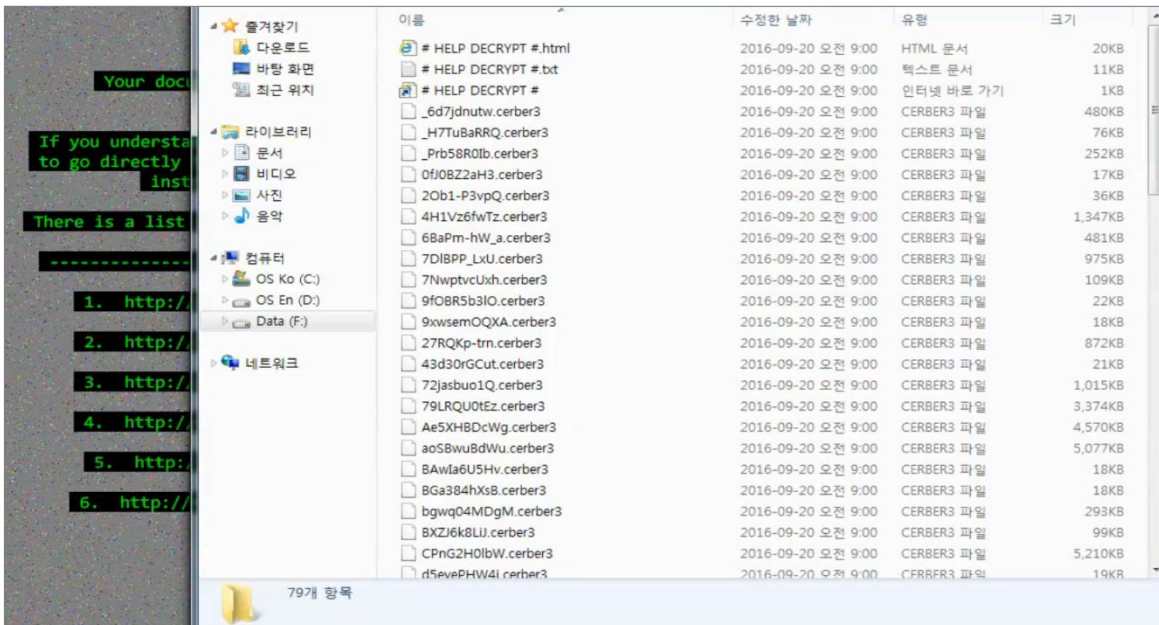 Your docu
If you understa
to go directly
inst
There is a list
--------------
1. http:/
2. http://
3. http:/
4. http:/
5. http:
6. http://
즐겨찾기
다운로드
바탕 화면
최근 위치
라이브러리
문서
비디오
사진
음악
컴퓨터
OS Ko (C:)
OS En (D:)
Data (F:)
네트워크
이름 수정한 날짜 유형 크기
# HELP DECRYPT #.html 2016-09-20 오전 9:00 HTML 문서 20KB
# HELP DECRYPT #.txt 2016-09-20 오전 9:00 텍스트 문서 11KB
# HELP DECRYPT # 2016-09-20 오전 9:00 인터넷 바로 가기 1KB
_6d7jdnutw.cerber3 2016-09-20 오전 9:00 CERBER3 파일 480KB
_H7TuBaRRQ.cerber3 2016-09-20 오전 9:00 CERBER3 파일 76KB
_Prb58R0Ib.cerber3 2016-09-20 오전 9:00 CERBER3 파일 252KB
0fJ0BZ2aH3.cerber3 2016-09-20 오전 9:00 CERBER3 파일 17KB
2Ob1-P3vpQ.cerber3 2016-09-20 오전 9:00 CERBER3 파일 36KB
4H1Vz6fwTz.cerber3 2016-09-20 오전 9:00 CERBER3 파일 1,347KB
6BaPm-hW_a.cerber3 2016-09-20 오전 9:00 CERBER3 파일 481KB
7DlBPP_LxU.cerber3 2016-09-20 오전 9:00 CERBER3 파일 975KB
7NwptvcUxh.cerber3 2016-09-20 오전 9:00 CERBER3 파일 109KB
9fOBR5b3lO.cerber3 2016-09-20 오전 9:00 CERBER3 파일 22KB
9xwsemOQXA.cerber3 2016-09-20 오전 9:00 CERBER3 파일 18KB
27RQKp-trn.cerber3 2016-09-20 오전 9:00 CERBER3 파일 872KB
43d30rGCut.cerber3 2016-09-20 오전 9:00 CERBER3 파일 21KB
72jasbuo1Q.cerber3 2016-09-20 오전 9:00 CERBER3 파일 1,015KB
79LRQU0tEz.cerber3 2016-09-20 오전 9:00 CERBER3 파일 3,374KB
Ae5XHBDcWg.cerber3 2016-09-20 오전 9:00 CERBER3 파일 4,570KB
aoSBwuBdWu.cerber3 2016-09-20 오전 9:00 CERBER3 파일 5,077KB
BAwIa6U5Hv.cerber3 2016-09-20 오전 9:00 CERBER3 파일 18KB
BGa384hXsB.cerber3 2016-09-20 오전 9:00 CERBER3 파일 18KB
bgwq04MDgM.cerber3 2016-09-20 오전 9:00 CERBER3 파일 293KB
BXZJ6k8LiJ.cerber3 2016-09-20 오전 9:00 CERBER3 파일 99KB
CPnG2H0lbW.cerber3 2016-09-20 오전 9:00 CERBER3 파일 5,210KB
d5evePHW4i.cerber3 2016-09-20 오전 9:00 CERBER3 파일 19KB
79개 항목